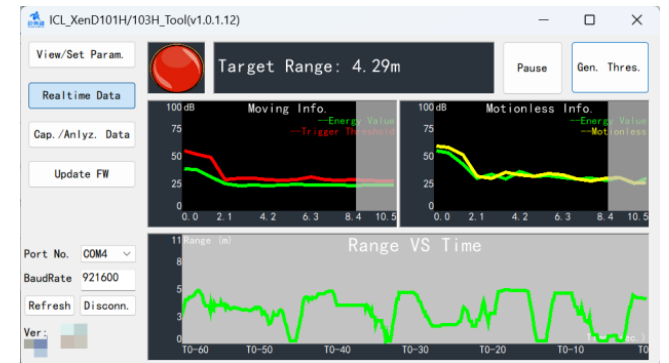 ICL_XenD101H/103H_Tool(v1.0.1.12)
View/Set Param.
Realtime Data
Cap./Anlyz. Data
Update FW
Target Range: 4.29m
Pause
Gen. Thres.
100 dB
Moving Info.
--Energy Value
--Trigger Threshold
75
50
25
0
0.0 2.1 4.2 6.3 8.4 10.5
100 dB
Motionless Info.
--Energy Value
--Motionless
75
50
25
0
0.0 2.1 4.2 6.3 8.4 10.5
Port No. COM4
BaudRate 921600
Refresh Disconn.
Ver:
11 Range (m)
Range VS Time
8
5
3
0
T0-60 T0-50 T0-40 T0-30 T0-20 T0-10 T0